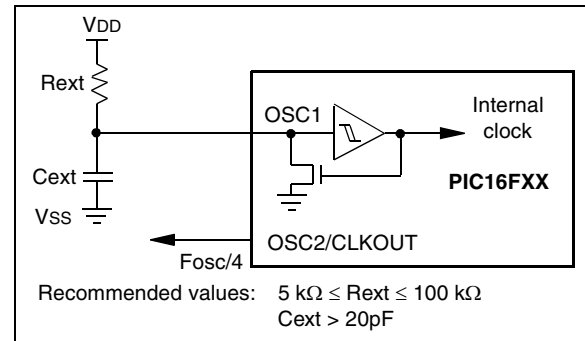 VDD
Rext
OSC1
Internal
clock
Cext
PIC16FXX
VSS
OSC2/CLKOUT
Fosc/4
Recommended values: 5 kΩ ≤ Rext ≤ 100 kΩ
Cext > 20pF